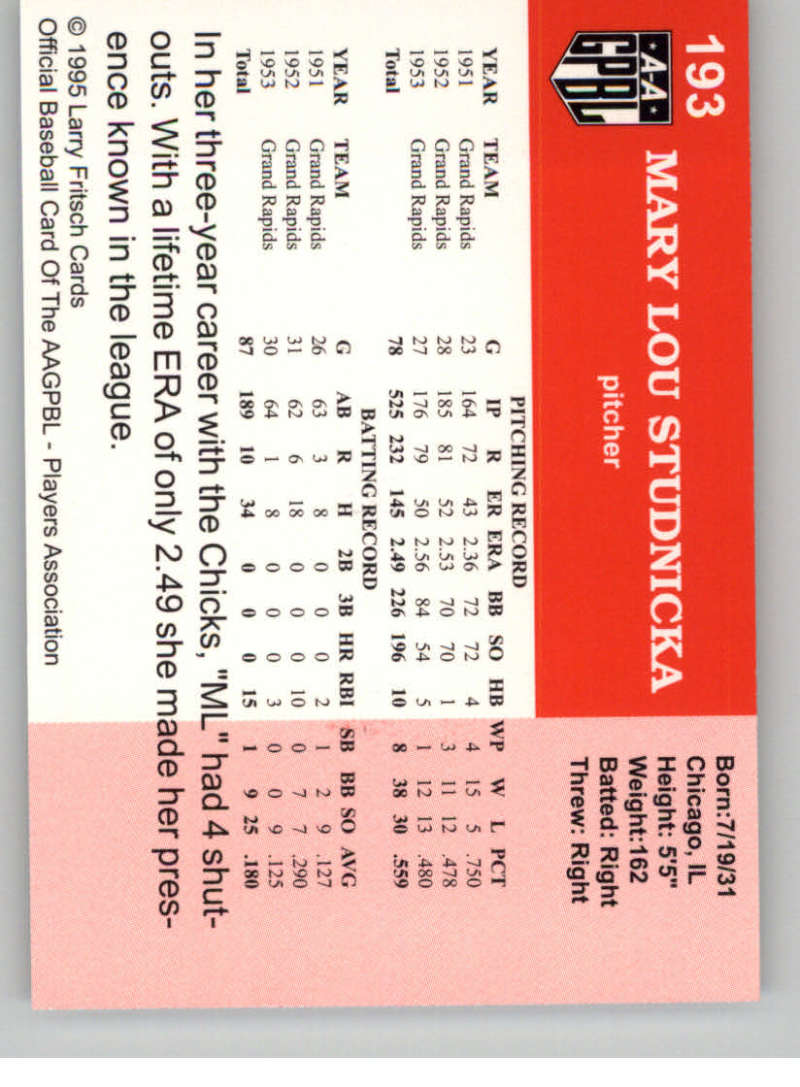 193
AA
GPBL
MARY LOU STUDNICKA
pitcher
Born:7/19/31
Chicago, IL
Height: 5'5"
Weight:162
Batted: Right
Threw: Right
PITCHING RECORD
YEAR TEAM G IP R ER ERA BB SO HB WP W L PCT
1951 Grand Rapids 23 164 72 43 2.36 72 72 4 4 15 5 .750
1952 Grand Rapids 28 185 81 52 2.53 70 70 1 3 11 12 .478
1953 Grand Rapids 27 176 79 50 2.56 84 54 5 1 12 13 .480
Total 78 525 232 145 2.49 226 196 10 8 38 30 .559
BATTING RECORD
YEAR TEAM G AB R H 2B 3B HR RBI SB BB SO AVG
1951 Grand Rapids 26 63 3 8 0 0 0 2 1 2 9 .127
1952 Grand Rapids 31 62 6 18 0 0 0 10 0 7 7 .290
1953 Grand Rapids 30 64 1 8 0 0 0 3 0 0 9 .125
Total 87 189 10 34 0 0 0 15 1 9 25 .180
In her three-year career with the Chicks, "ML" had 4 shut-
outs. With a lifetime ERA of only 2.49 she made her pres-
ence known in the league.
© 1995 Larry Fritsch Cards
Official Baseball Card Of The AAGPBL - Players Association